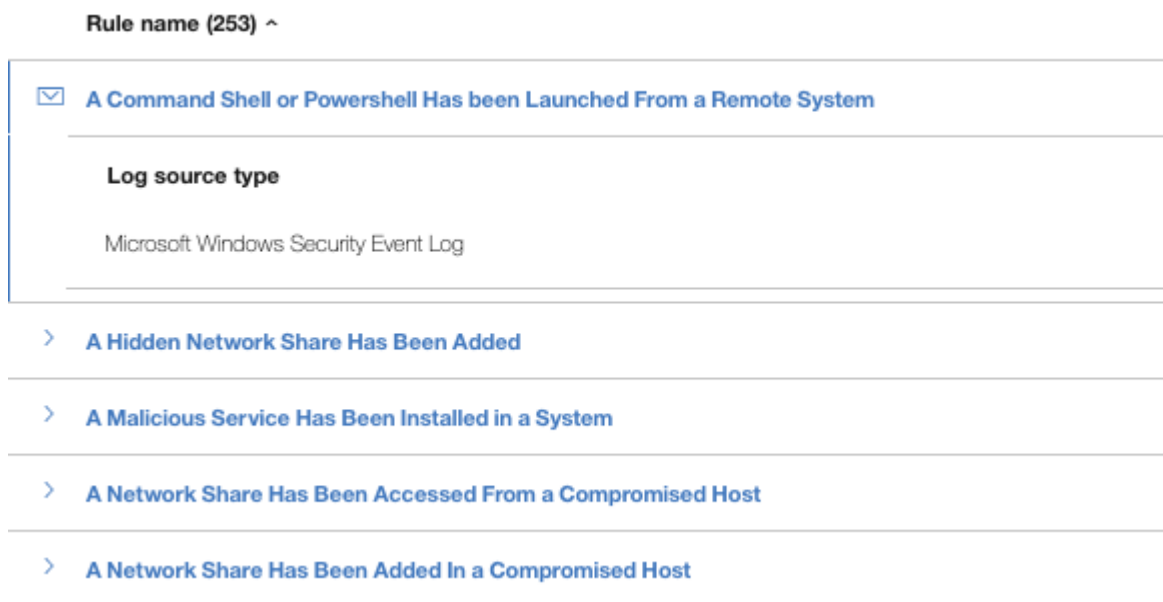 Rule name (253)
A Command Shell or Powershell Has been Launched From a Remote System
Log source type
Microsoft Windows Security Event Log
A Hidden Network Share Has Been Added
A Malicious Service Has Been Installed in a System
A Network Share Has Been Accessed From a Compromised Host
A Network Share Has Been Added In a Compromised Host